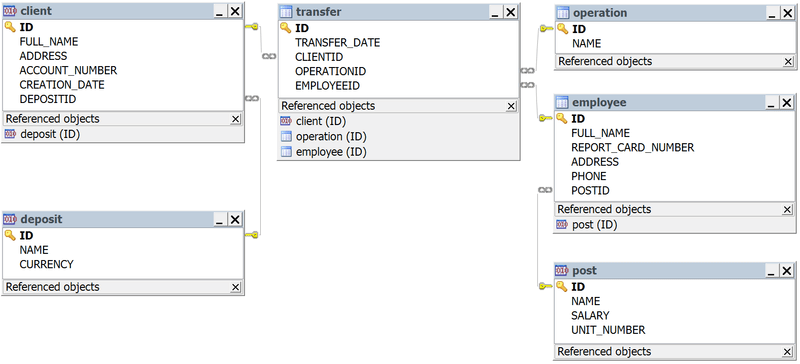 client
ID
FULL_NAME
ADDRESS
ACCOUNT_NUMBER
CREATION_DATE
DEPOSITID
Referenced objects
deposit (ID)
deposit
ID
NAME
CURRENCY
Referenced objects
transfer
ID
TRANSFER_DATE
CLIENTID
OPERATIONID
EMPLOYEEID
Referenced objects
client (ID)
operation (ID)
employee (ID)
operation
ID
NAME
Referenced objects
employee
ID
FULL_NAME
REPORT_CARD_NUMBER
ADDRESS
PHONE
POSTID
Referenced objects
post (ID)
post
ID
NAME
SALARY
UNIT_NUMBER
Referenced objects